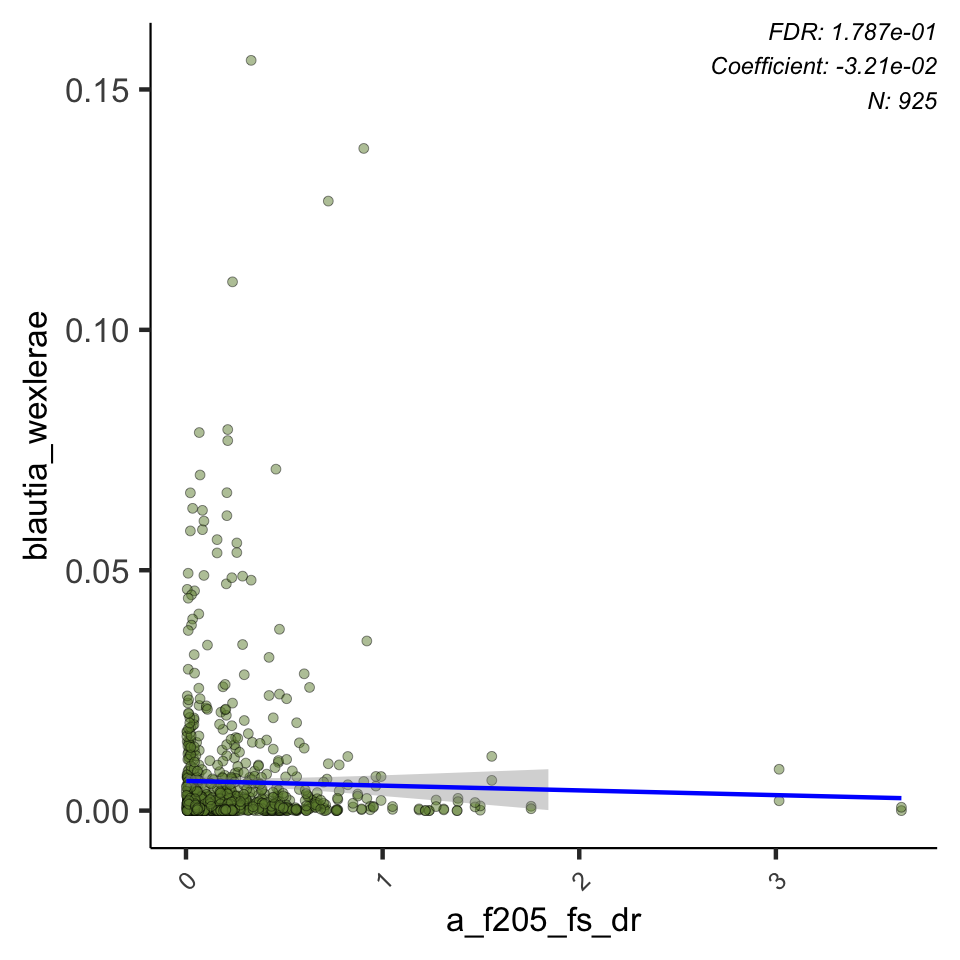 FDR: 1.787e-01
Coefficient: -3.21e-02
N: 925
0.15
0.10
0.05
0.00
blautia_wexlerae
0 1 2 3
a_f205_fs_dr